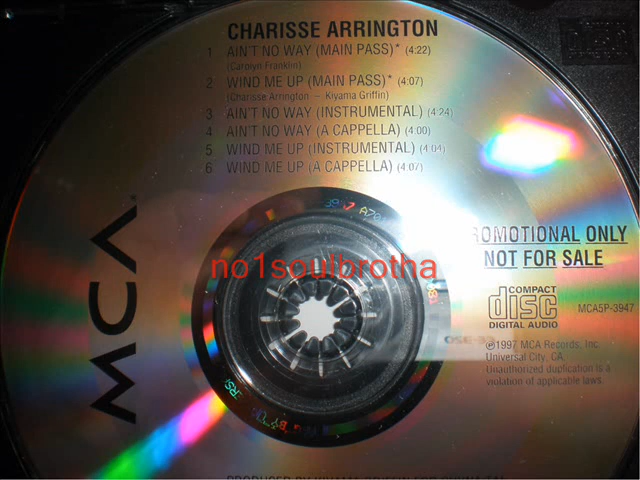 CHARISSE ARRINGTON
1 AIN'T NO WAY (MAIN PASS)* (4:22)
(Carolyn Franklin)
2 WIND ME UP (MAIN PASS)* (4:07)
(Charisse Arrington – Kiyama Griffin)
3 AIN'T NO WAY (INSTRUMENTAL) (4:24)
4 AIN'T NO WAY (A CAPPELLA) (4:00)
5 WIND ME UP (INSTRUMENTAL) (4:04)
6 WIND ME UP (A CAPPELLA) (4:07)
MCA
no1soulbrotha
ONLY
NOT FOR SALE
COMPACT
disc
DIGITAL AUDIO
MCA5P-3947
℗1997 MCA Records, Inc.
Universal City, CA.
Unauthorized duplication is a
violation of applicable laws.